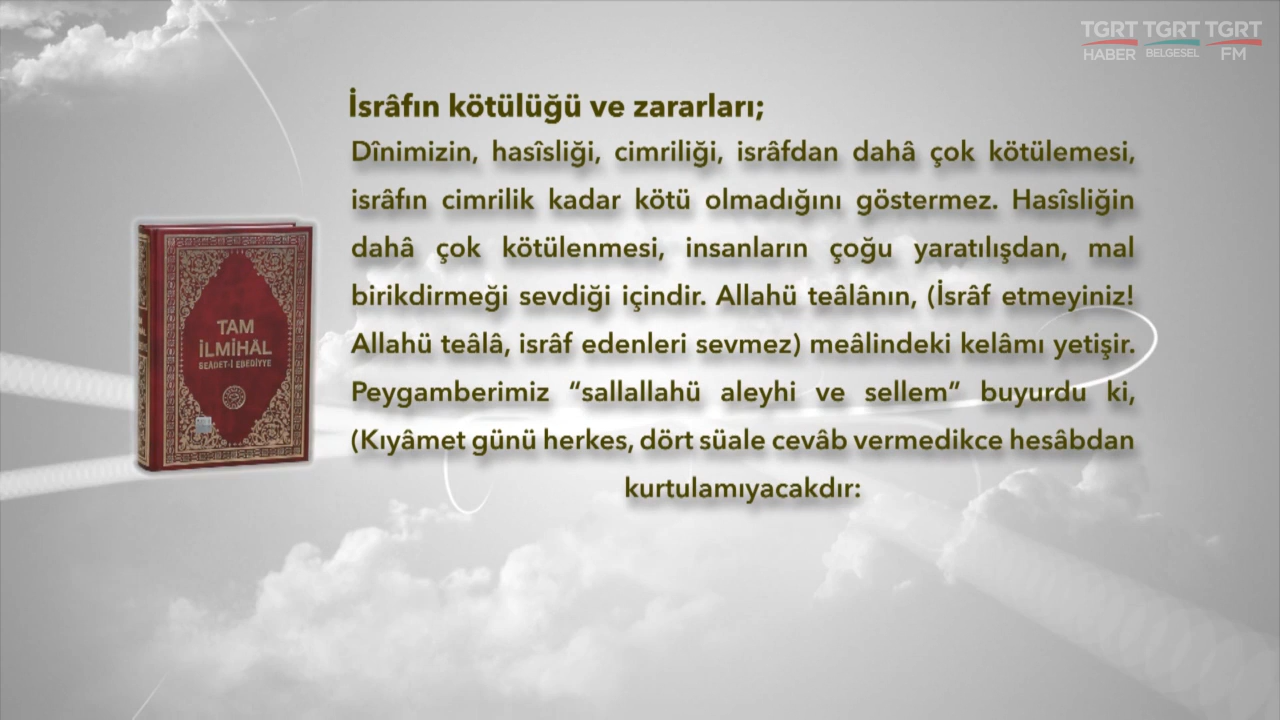 TGRT TGRT TGRT
HABER BELGESEL FM
İsrâfın kötülüğü ve zararları;
Dînimizin, hasîsliği, cimriliği, isrâfdan dahâ çok kötülemesi,
isrâfın cimrilik kadar kötü olmadığını göstermez. Hasîsliğin
dahâ çok kötülenmesi, insanların çoğu yaratılışdan, mal
birikdirmeği sevdiği içindir. Allahü teâlânın, (İsrâf etmeyiniz!
Allahü teâlâ, isrâf edenleri sevmez) meâlindeki kelâmı yetişir.
Peygamberimiz “sallallahü aleyhi ve sellem“ buyurdu ki,
(Kıyâmet günü herkes, dört süale cevâb vermedikce hesâbdan
kurtulamıyacakdır:
TAM
İLMİHÂL
SEÂDET-İ EBEDİYYE